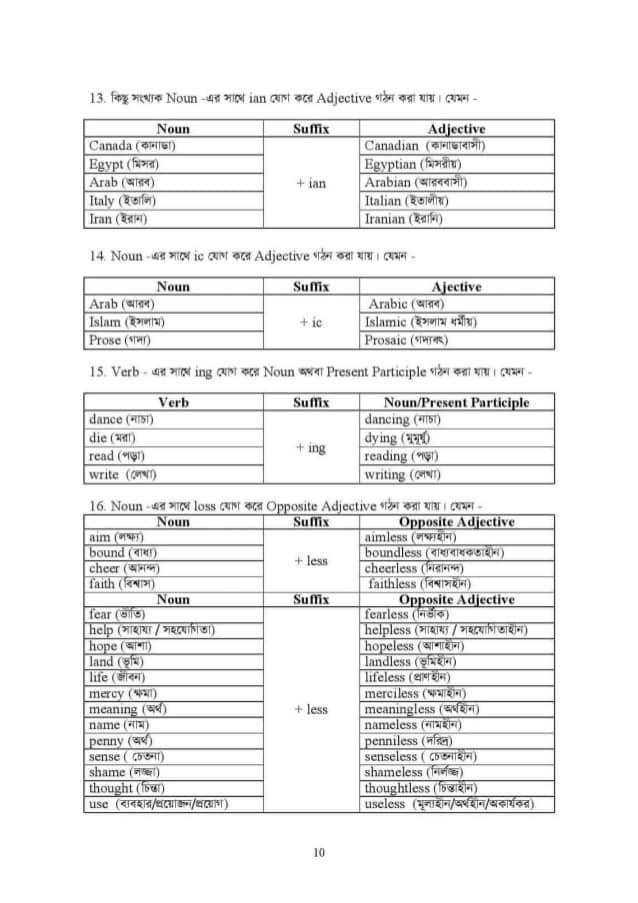 13. কিছু সংখ্যক Noun -এর সাথে ian যোগ করে Adjective গঠন করা যায়। যেমন -
Noun Suffix Adjective
Canada (কানাডা) Canadian (কানাডাবাসী)
Egypt (মিসর) Egyptian (মিসরীয়)
Arab (আরব) + ian Arabian (আরববাসী)
Italy (ইতালি) Italian (ইতালীয়)
Iran (ইরান) Iranian (ইরানি)
14. Noun -এর সাথে ic যোগ করে Adjective গঠন করা যায়। যেমন -
Noun Suffix Ajective
Arab (আরব) Arabic (আরব)
Islam (ইসলাম) + ic Islamic (ইসলাম ধর্মীয়)
Prose (গদ্য) Prosaic (গদ্যবৎ)
15. Verb - এর সাথে ing যোগ করে Noun অথবা Present Participle গঠন করা যায়। যেমন -
Verb Suffix Noun/Present Participle
dance (নাচা) dancing (নাচা)
die (মরা) dying (মুমূর্ষু)
read (পড়া) + ing reading (পড়া)
write (লেখা) writing (লেখা)
16. Noun -এর সাথে loss যোগ করে Opposite Adjective গঠন করা যায়। যেমন -
Noun Suffix Opposite Adjective
aim (লক্ষ্য) aimless (লক্ষ্যহীন)
bound (বাধ্য) boundless (বাধ্যবাধকতাহীন)
cheer (আনন্দ) + less cheerless (নিরানন্দ)
faith (বিশ্বাস) faithless (বিশ্বাসহীন)
Noun Suffix Opposite Adjective
fear (ভীতি) fearless (নির্ভীক)
help (সাহায্য / সহযোগিতা) helpless (সাহায্য / সহযোগিতাহীন)
hope (আশা) hopeless (আশাহীন)
land (ভূমি) landless (ভূমিহীন)
life (জীবন) lifeless (প্রাণহীন)
mercy (ক্ষমা) merciless (ক্ষমাহীন)
meaning (অর্থ) + less meaningless (অর্থহীন)
name (নাম) nameless (নামহীন)
penny (অর্থ) penniless (দরিদ্র)
sense ( চেতনা) senseless ( চেতনাহীন)
shame (লজ্জা) shameless (নির্লজ্জ)
thought (চিন্তা) thoughtless (চিন্তাহীন)
use (ব্যবহার/প্রয়োজন/প্রয়োগ) useless (মূল্যহীন/অর্থহীন/অকার্যকর)
10